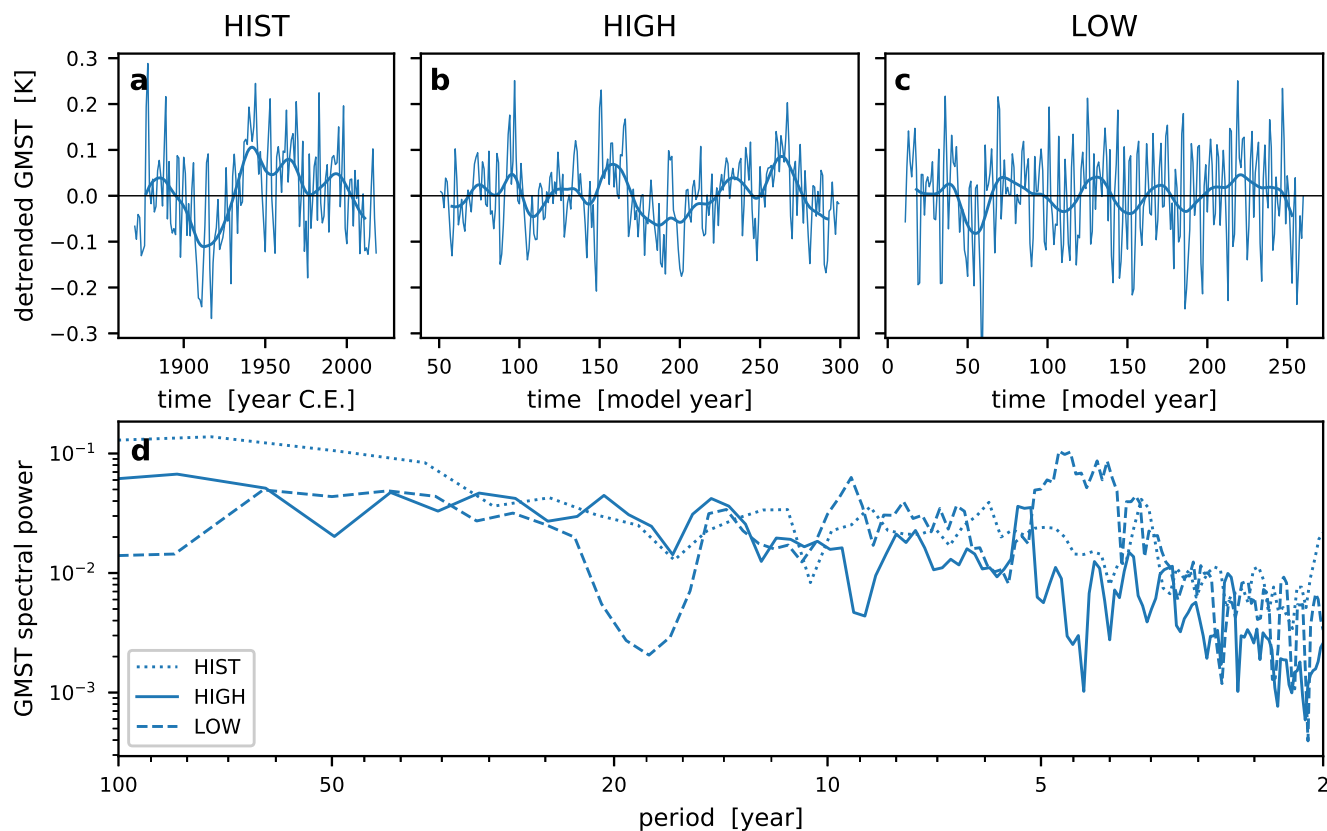 HIST
HIGH
LOW
detrended GMST [K]
0.3
0.2
0.1
0.0
−0.1
−0.2
−0.3
a
b
c
1900 1950 2000
50 100 150 200 250 300
0 50 100 150 200 250
time [year C.E.]
time [model year]
time [model year]
d
GMST spectral power
10⁻¹
10⁻²
10⁻³
HIST
HIGH
LOW
100 50 20 10 5 2
period [year]